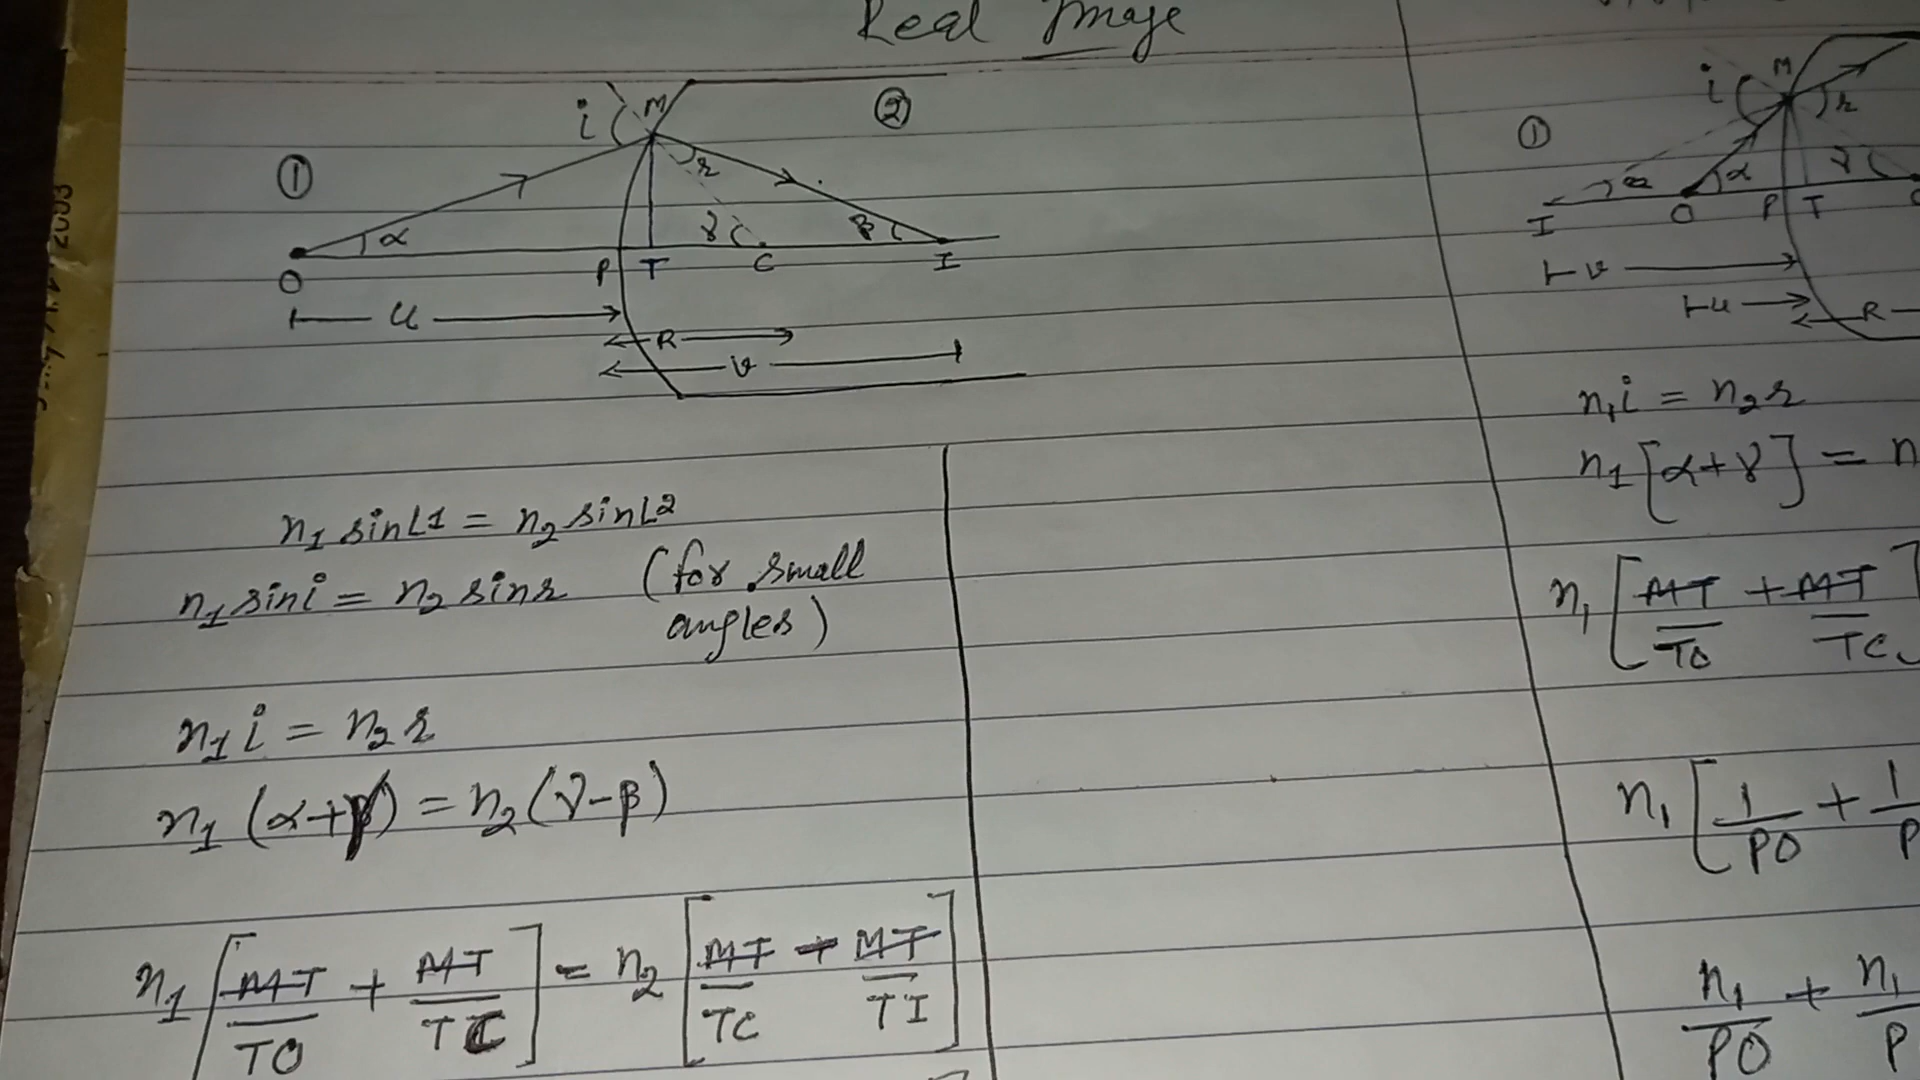 Real Image
i M ②
①
r
α γ β
O P T C I
u
R
v
n₁ sin∠1 = n₂ sin∠2
n₁ sin i = n₂ sin r (for small
angles)
n₁ i = n₂ r
n₁ (α+γ) = n₂ (γ-β)
n₁ [MT/TO + MT/TC] = n₂ [MT/TC - MT/TI]
M
i r
①
α α γ
I O P T C
v
u
R
n₁i = n₂r
n₁ [α+γ] = n
n₁ [MT/TO + MT/TC]
n₁ [1/PO + 1/P
n₁/PO + n₁/P
2003